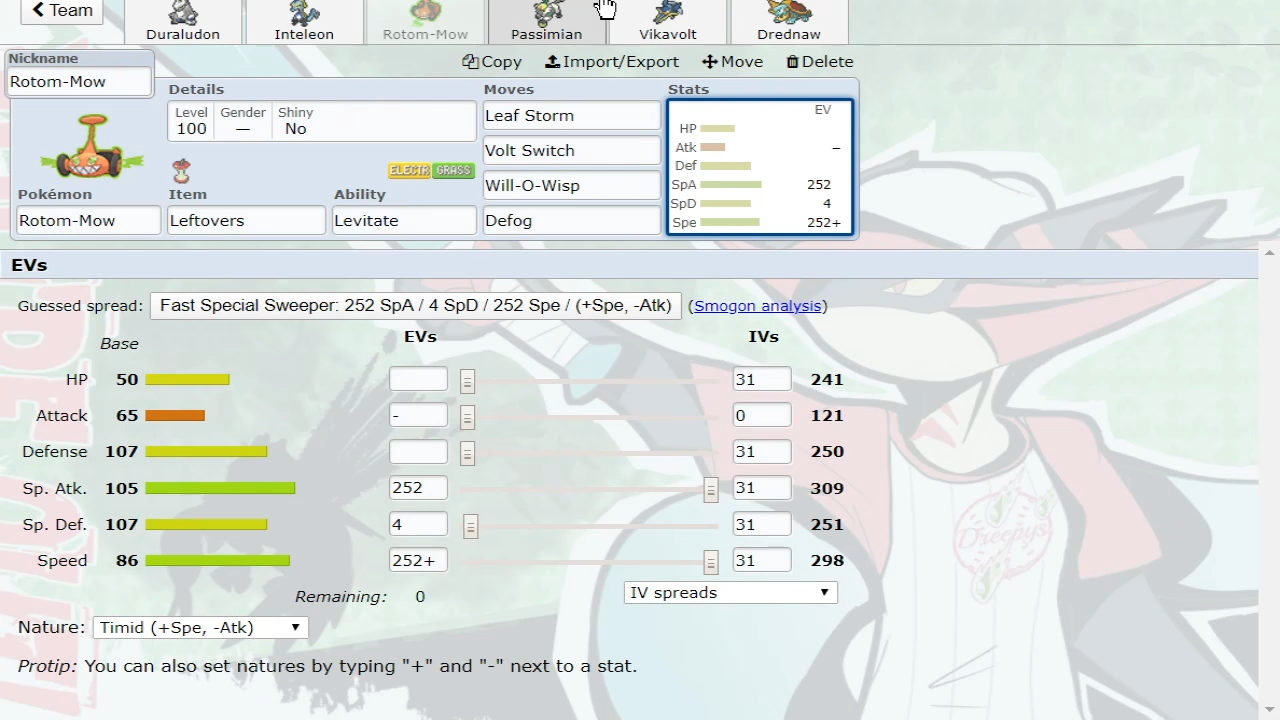 Team
Duraludon
Inteleon
Rotom-Mow
Passimian
Vikavolt
Drednaw
Copy
Import/Export
Move
Delete
Nickname
Rotom-Mow
Details
Level
100
Gender
—
Shiny
No
ELECTR GRASS
Pokémon
Rotom-Mow
Item
Leftovers
Ability
Levitate
Moves
Leaf Storm
Volt Switch
Will-O-Wisp
Defog
Stats
EV
HP
Atk –
Def
SpA 252
SpD 4
Spe 252+
EVs
Guessed spread: Fast Special Sweeper: 252 SpA / 4 SpD / 252 Spe / (+Spe, -Atk) (Smogon analysis)
Base EVs IVs
HP 50 31 241
Attack 65 - 0 121
Defense 107 31 250
Sp. Atk. 105 252 31 309
Sp. Def. 107 4 31 251
Speed 86 252+ 31 298
Remaining: 0
IV spreads
Nature: Timid (+Spe, -Atk)
Protip: You can also set natures by typing "+" and "-" next to a stat.
Dreepys